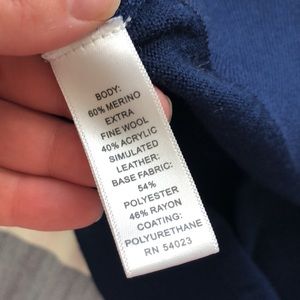 BODY:
60% MERINO
EXTRA
FINE WOOL
40% ACRYLIC
SIMULATED
LEATHER:
BASE FABRIC:
54%
POLYESTER
46% RAYON
COATING:
POLYURETHANE
RN 54023